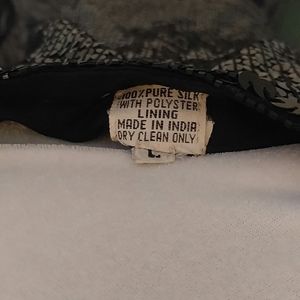 100% PURE SILK
WITH POLYSTER
LINING
MADE IN INDIA
DRY CLEAN ONLY
L